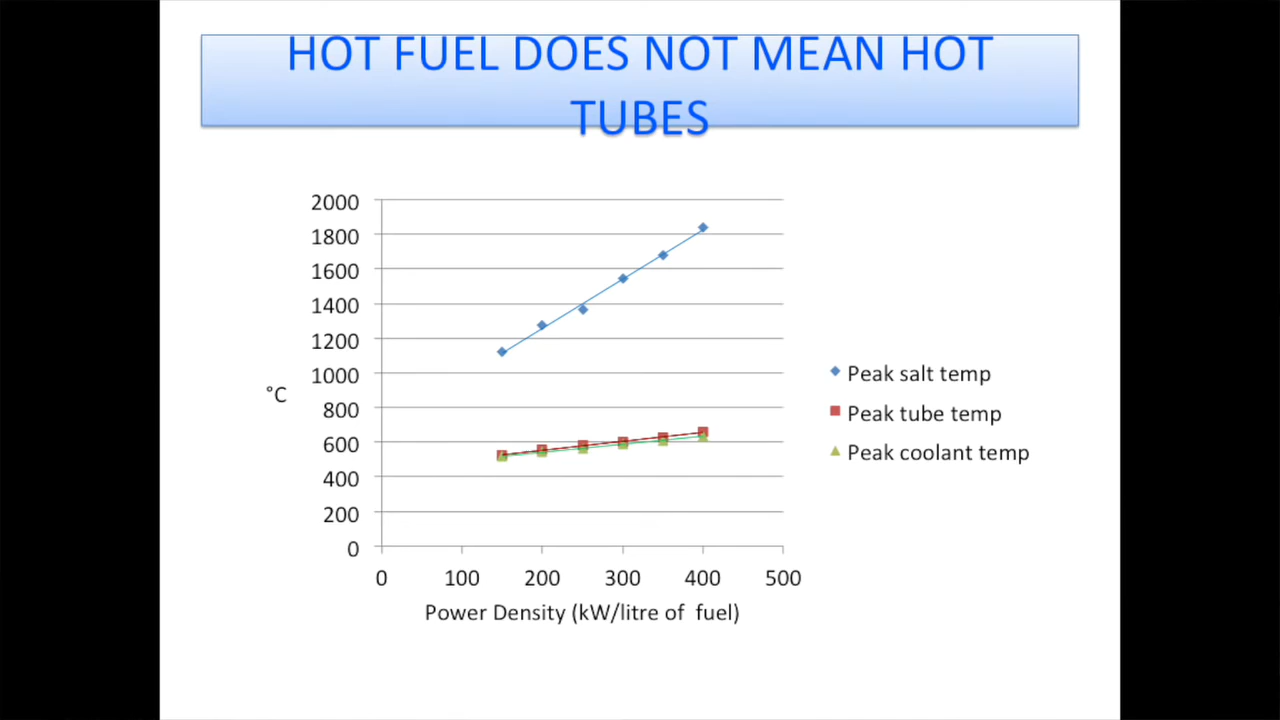 HOT FUEL DOES NOT MEAN HOT
TUBES
2000
1800
1600
1400
1200
1000
800
600
400
200
0
°C
0 100 200 300 400 500
Power Density (kW/litre of fuel)
Peak salt temp
Peak tube temp
Peak coolant temp